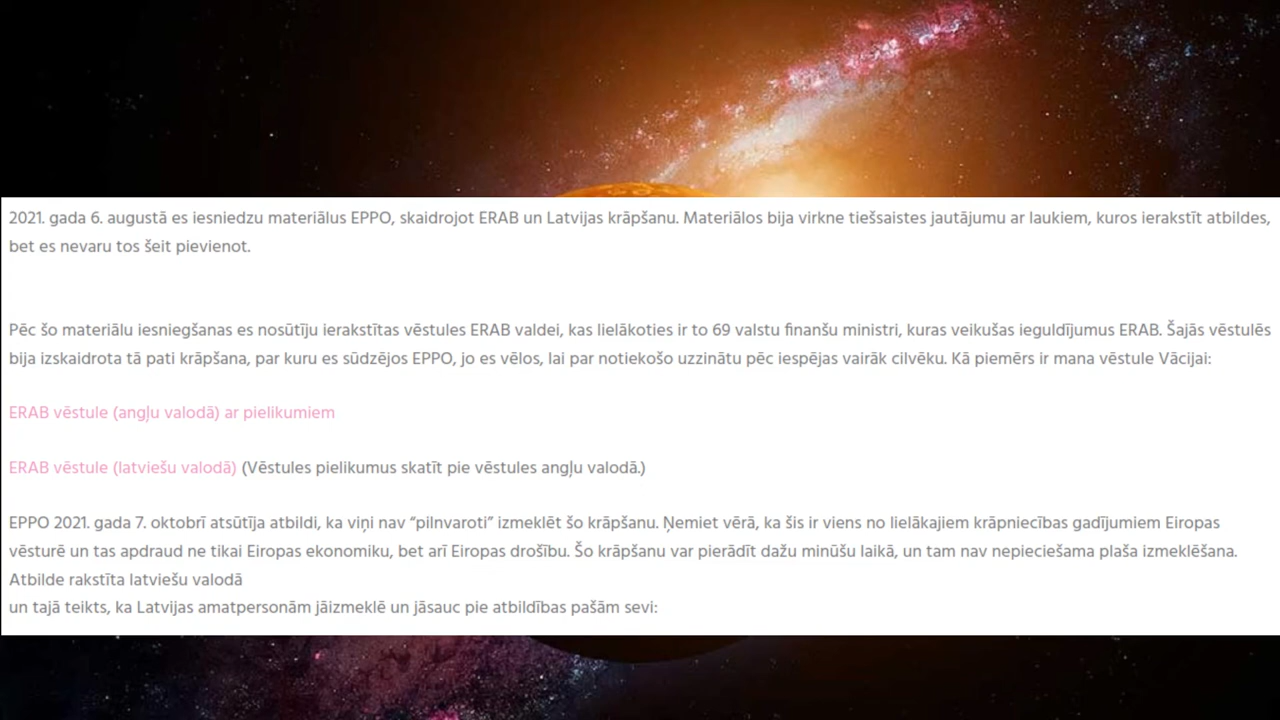 2021. gada 6. augustā es iesniedzu materiālus EPPO, skaidrojot ERAB un Latvijas krāpšanu. Materiālos bija virkne tiešsaistes jautājumu ar laukiem, kuros ierakstīt atbildes,
bet es nevaru tos šeit pievienot.
Pēc šo materiālu iesniegšanas es nosūtīju ierakstītas vēstules ERAB valdei, kas lielākoties ir to 69 valstu finanšu ministri, kuras veikušas ieguldījumus ERAB. Šajās vēstulēs
bija izskaidrota tā pati krāpšana, par kuru es sūdzējos EPPO, jo es vēlos, lai par notiekošo uzzinātu pēc iespējas vairāk cilvēku. Kā piemērs ir mana vēstule Vācijai:
ERAB vēstule (angļu valodā) ar pielikumiem
ERAB vēstule (latviešu valodā) (Vēstules pielikumus skatīt pie vēstules angļu valodā.)
EPPO 2021. gada 7. oktobrī atsūtīja atbildi, ka viņi nav “pilnvaroti” izmeklēt šo krāpšanu. Ņemiet vērā, ka šis ir viens no lielākajiem krāpniecības gadījumiem Eiropas
vēsturē un tas apdraud ne tikai Eiropas ekonomiku, bet arī Eiropas drošību. Šo krāpšanu var pierādīt dažu minūšu laikā, un tam nav nepieciešama plaša izmeklēšana.
Atbilde rakstīta latviešu valodā
un tajā teikts, ka Latvijas amatpersonām jāizmeklē un jāsauc pie atbildības pašām sevi: